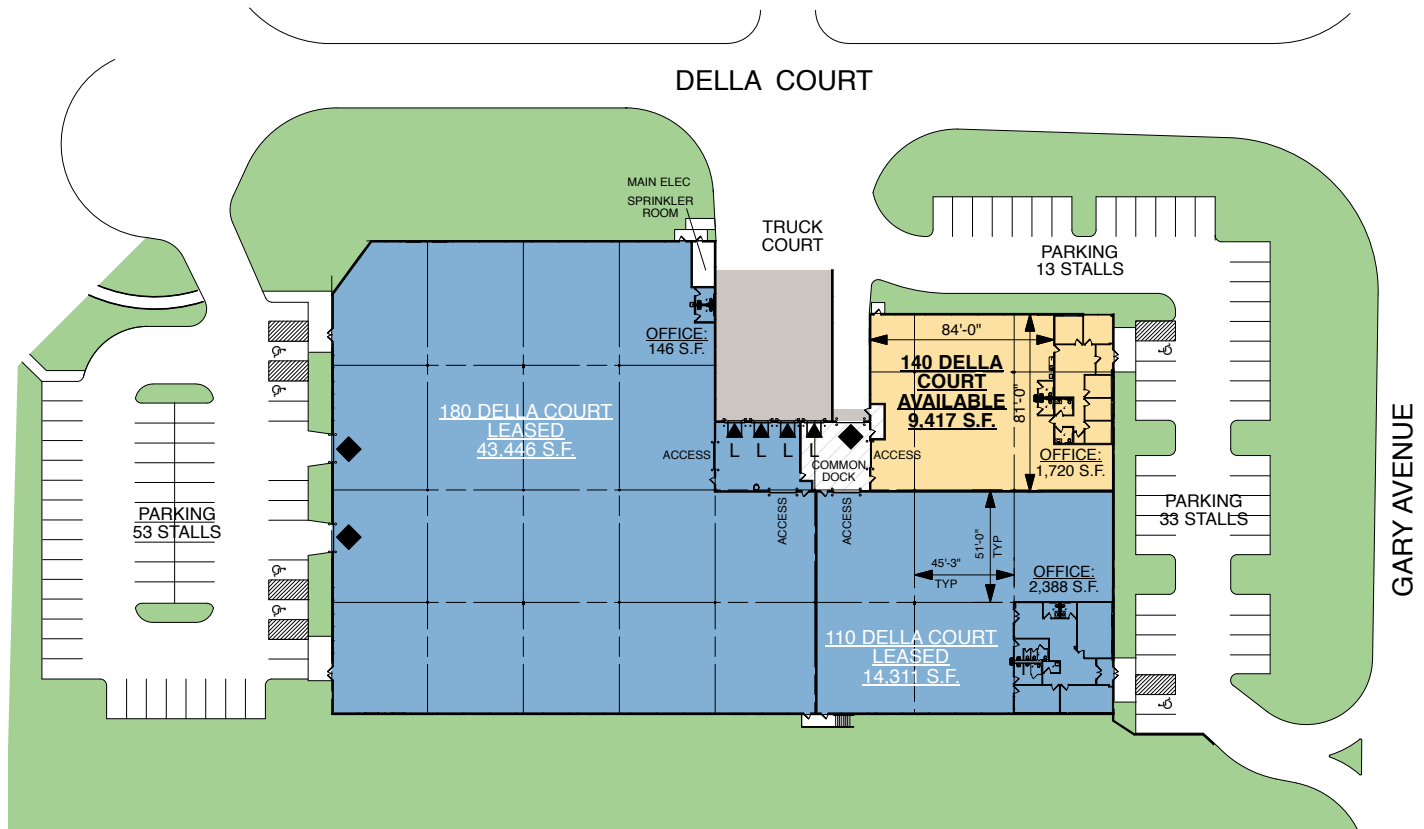 DELLA COURT
MAIN ELEC
SPRINKLER
ROOM
TRUCK
COURT
PARKING
13 STALLS
OFFICE:
146 S.F.
84'-0"
140 DELLA
COURT
AVAILABLE
9,417 S.F.
81'-0"
180 DELLA COURT
LEASED
43,446 S.F.
ACCESS
L
L
L
L
COMMON
DOCK
ACCESS
OFFICE:
1,720 S.F.
GARY AVENUE
PARKING
53 STALLS
ACCESS
ACCESS
PARKING
33 STALLS
51'-0"
TYP
45'-3"
TYP
OFFICE:
2,388 S.F.
110 DELLA COURT
LEASED
14,311 S.F.